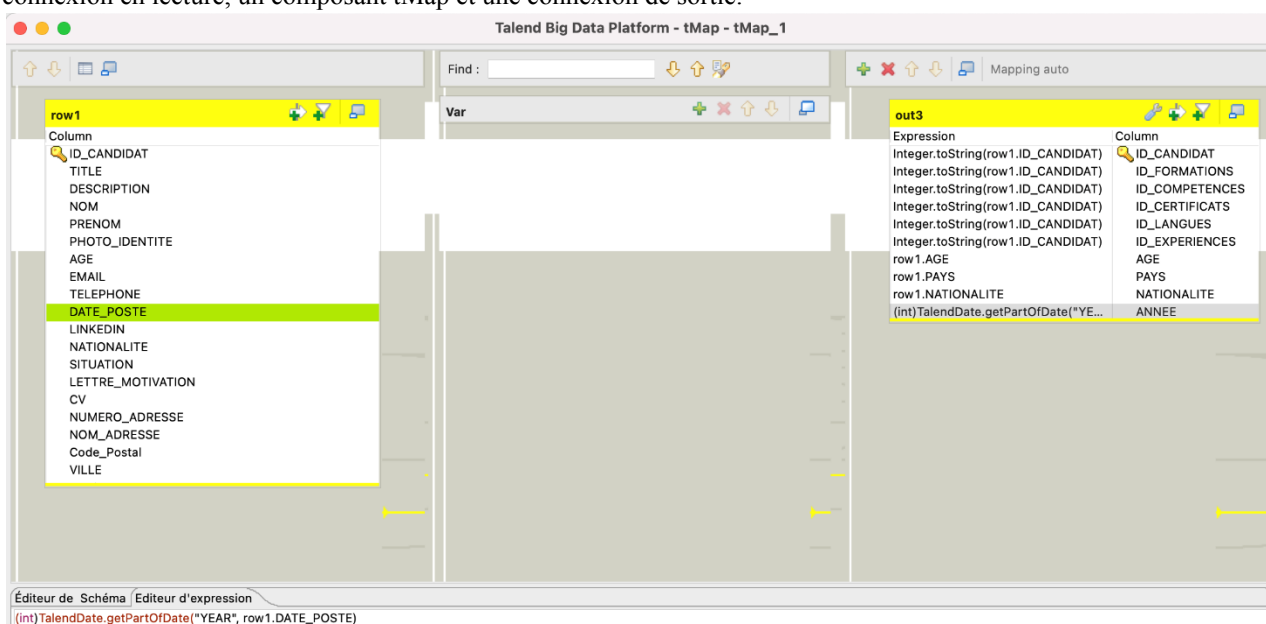 connexion en lecture, un composant tMap et une connexion de sortie.
Talend Big Data Platform - tMap - tMap_1
Find :
Mapping auto
row1
Column
ID_CANDIDAT
TITLE
DESCRIPTION
NOM
PRENOM
PHOTO_IDENTITE
AGE
EMAIL
TELEPHONE
DATE_POSTE
LINKEDIN
NATIONALITE
SITUATION
LETTRE_MOTIVATION
CV
NUMERO_ADRESSE
NOM_ADRESSE
Code_Postal
VILLE
Var
out3
Expression Column
Integer.toString(row1.ID_CANDIDAT) ID_CANDIDAT
Integer.toString(row1.ID_CANDIDAT) ID_FORMATIONS
Integer.toString(row1.ID_CANDIDAT) ID_COMPETENCES
Integer.toString(row1.ID_CANDIDAT) ID_CERTIFICATS
Integer.toString(row1.ID_CANDIDAT) ID_LANGUES
Integer.toString(row1.ID_CANDIDAT) ID_EXPERIENCES
row1.AGE AGE
row1.PAYS PAYS
row1.NATIONALITE NATIONALITE
(int)TalendDate.getPartOfDate("YE... ANNEE
Éditeur de Schéma Editeur d'expression
(int)TalendDate.getPartOfDate("YEAR", row1.DATE_POSTE)